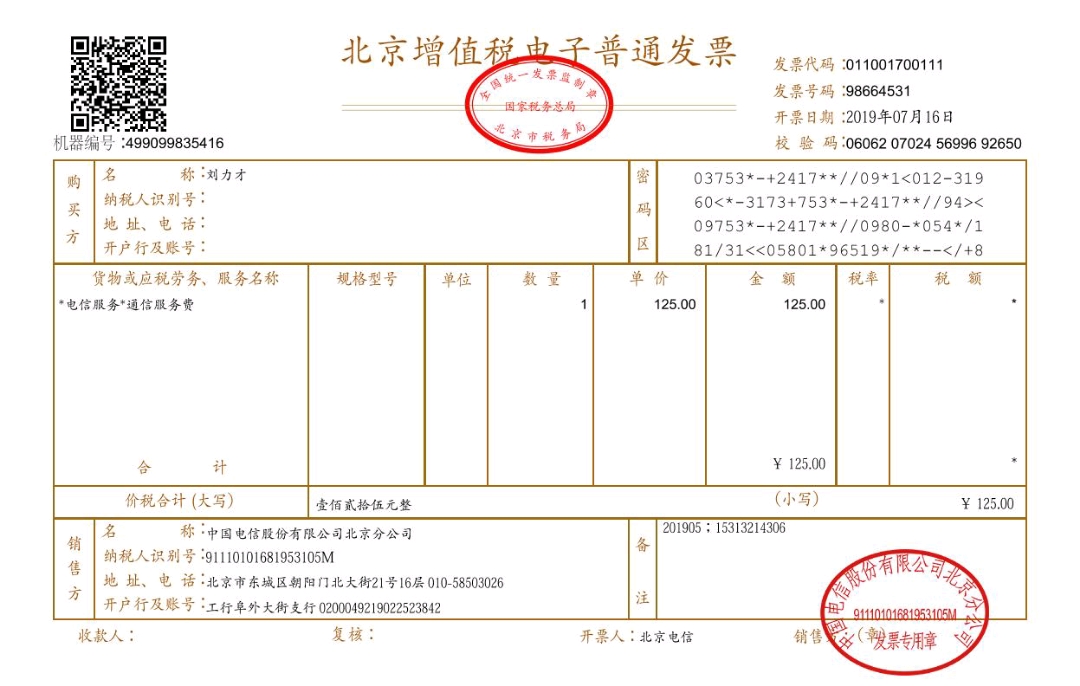 北京增值税电子普通发票
全国统一发票监制章
国家税务总局
北京市税务局
机器编号：499099835416
发票代码：011001700111
发票号码：98664531
开票日期：2019年07月16日
校验码：06062 07024 56996 92650
购买方
名称：刘力才
纳税人识别号：
地址、电话：
开户行及账号：
密码区
03753*-+2417**//09*1<012-319
60<*-3173+753*-+2417**//94><
09753*-+2417**//0980-*054*/1
81/31<<05801*96519*/**--</+8
货物或应税劳务、服务名称 规格型号 单位 数量 单价 金额 税率 税额
*电信服务*通信服务费 1 125.00 125.00 * *
合计 ¥ 125.00 *
价税合计(大写) 壹佰贰拾伍元整 (小写) ¥ 125.00
销售方
名称：中国电信股份有限公司北京分公司
纳税人识别号：91110101681953105M
地址、电话：北京市东城区朝阳门北大街21号16层 010-58503026
开户行及账号：工行阜外大街支行 0200049219022523842
备注
201905；15313214306
收款人： 复核： 开票人：北京电信 销售方：(章)
中国电信股份有限公司北京分公司
91110101681953105M
发票专用章